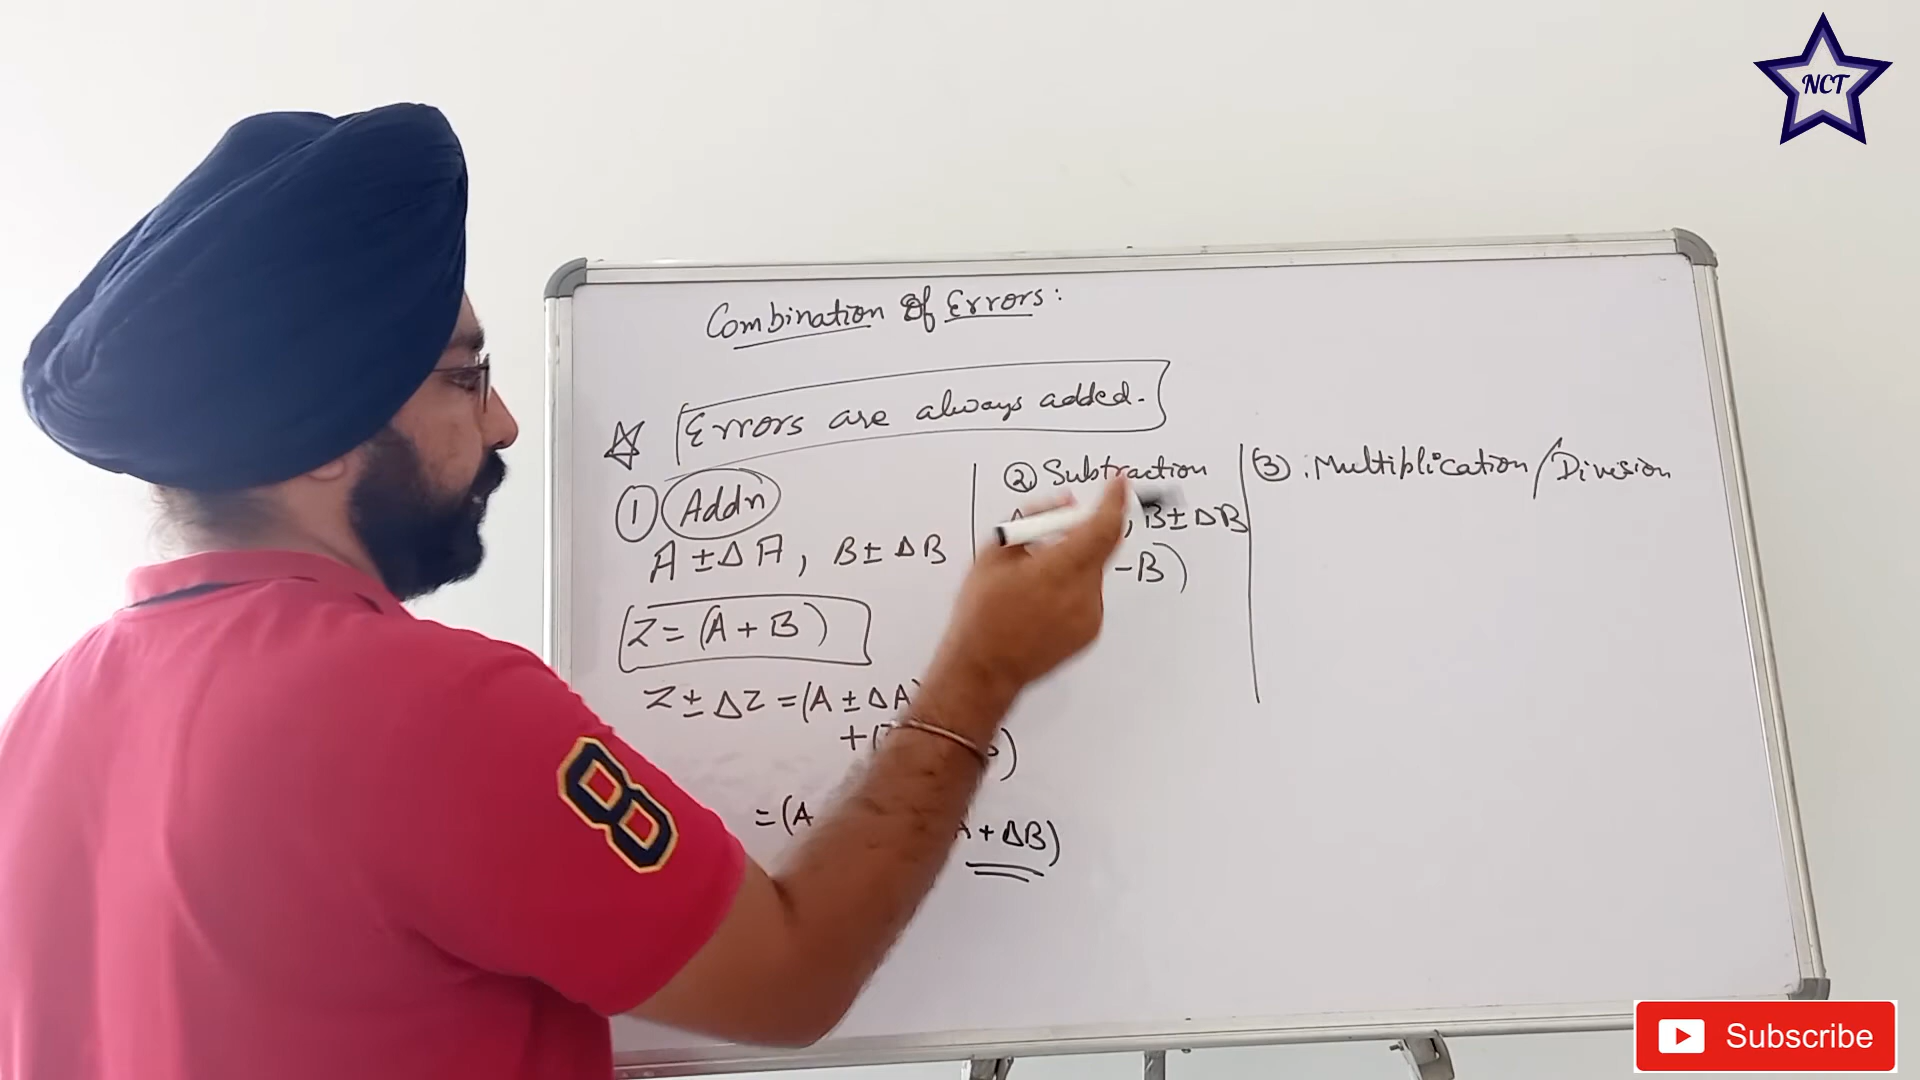 NCT
Combination Of Errors:
Errors are always added.
① Addn
A ± ΔA, B ± ΔB
Z = (A + B)
Z ± ΔZ = (A ± ΔA)
+(
= (A
+ ΔB)
② Subtraction
, B ± ΔB
- B)
③. Multiplication / Division
Subscribe